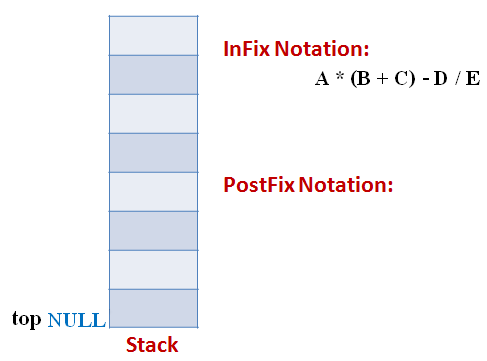 InFix Notation:
A * (B + C) - D / E
PostFix Notation:
top NULL
Stack